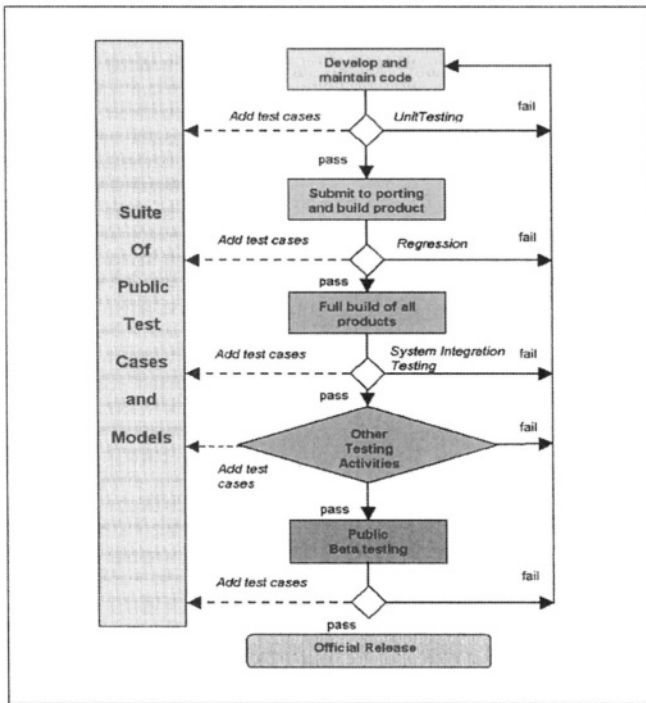 Develop and
maintain code
fail
Add test cases
UnitTesting
pass
Submit to porting
and build product
Add test cases
Regression
fail
pass
Full build of all
products
Add test cases
System Integration
Testing
fail
pass
Suite
Of
Public
Test
Cases
and
Models
Other
Testing
Activities
fail
Add test
cases
pass
Public
Beta testing
Add test cases
fail
pass
Official Release